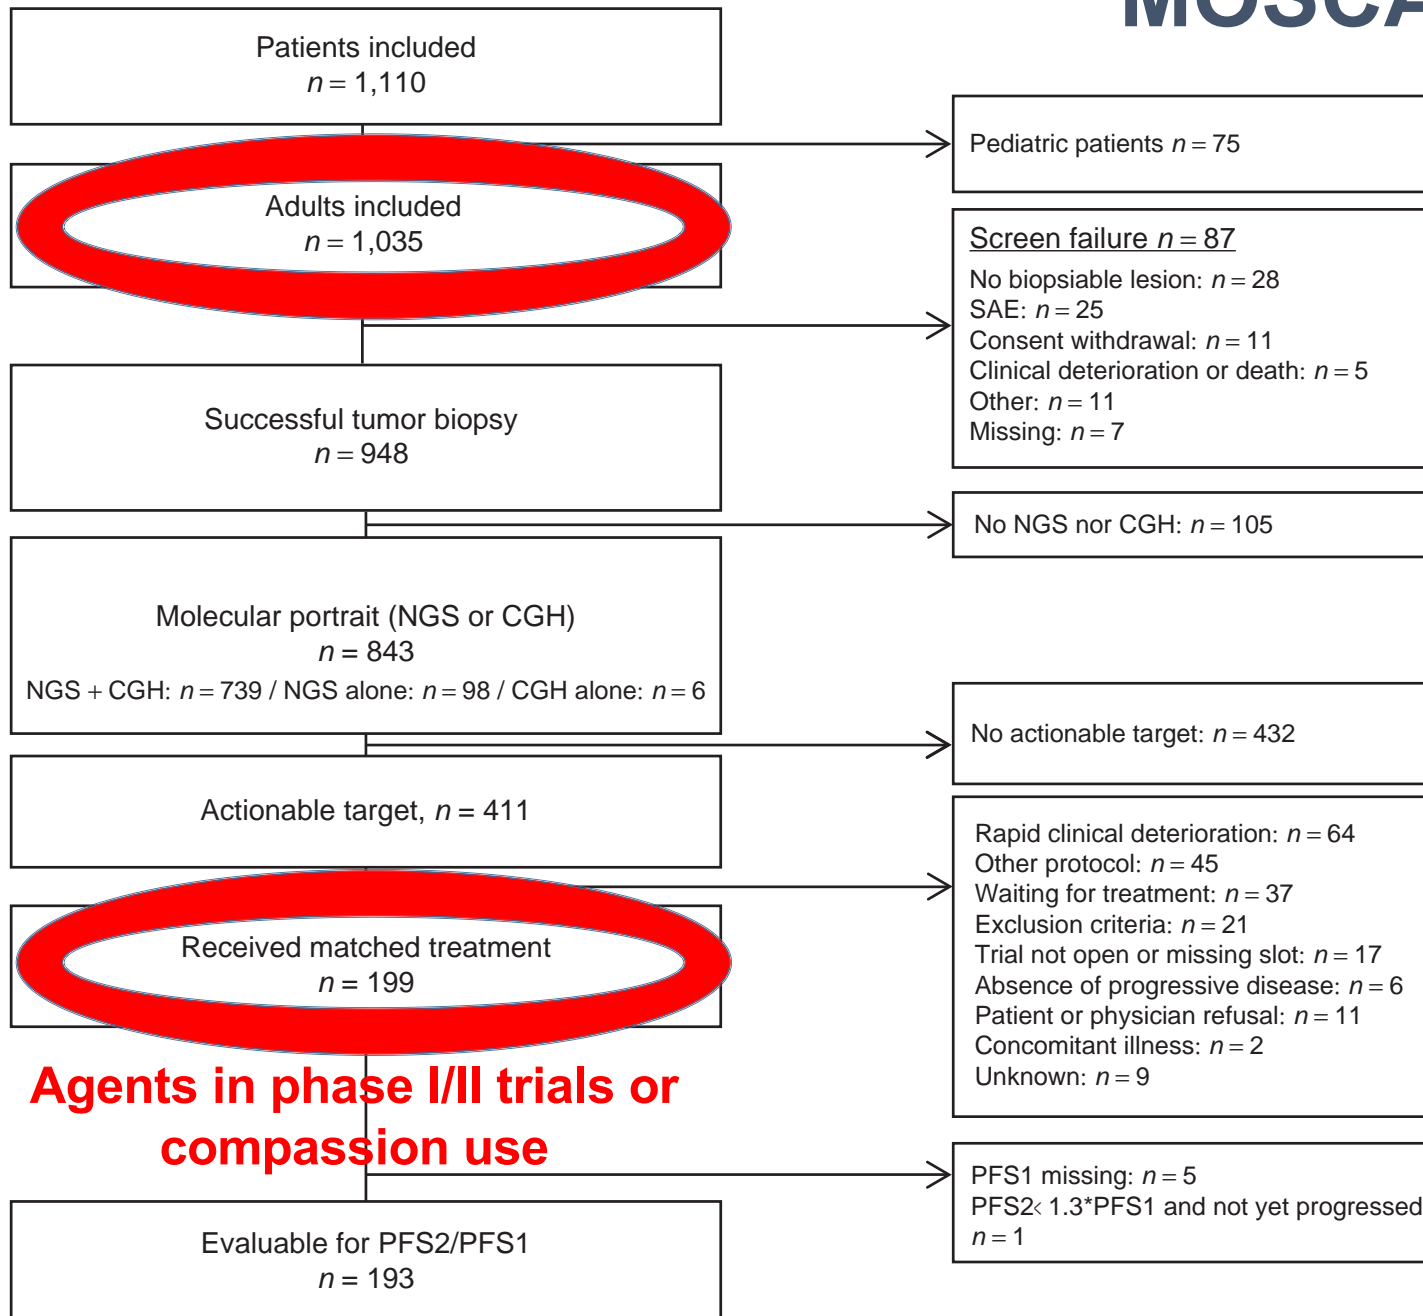 MOSCA
Patients included
n = 1,110
Pediatric patients n = 75
Adults included
n = 1,035
Screen failure n = 87
No biopsiable lesion: n = 28
SAE: n = 25
Consent withdrawal: n = 11
Clinical deterioration or death: n = 5
Other: n = 11
Missing: n = 7
Successful tumor biopsy
n = 948
No NGS nor CGH: n = 105
Molecular portrait (NGS or CGH)
n = 843
NGS + CGH: n = 739 / NGS alone: n = 98 / CGH alone: n = 6
No actionable target: n = 432
Actionable target, n = 411
Rapid clinical deterioration: n = 64
Other protocol: n = 45
Waiting for treatment: n = 37
Exclusion criteria: n = 21
Trial not open or missing slot: n = 17
Absence of progressive disease: n = 6
Patient or physician refusal: n = 11
Concomitant illness: n = 2
Unknown: n = 9
Received matched treatment
n = 199
Agents in phase I/II trials or
compassion use
PFS1 missing: n = 5
PFS2< 1.3*PFS1 and not yet progressed
n = 1
Evaluable for PFS2/PFS1
n = 193